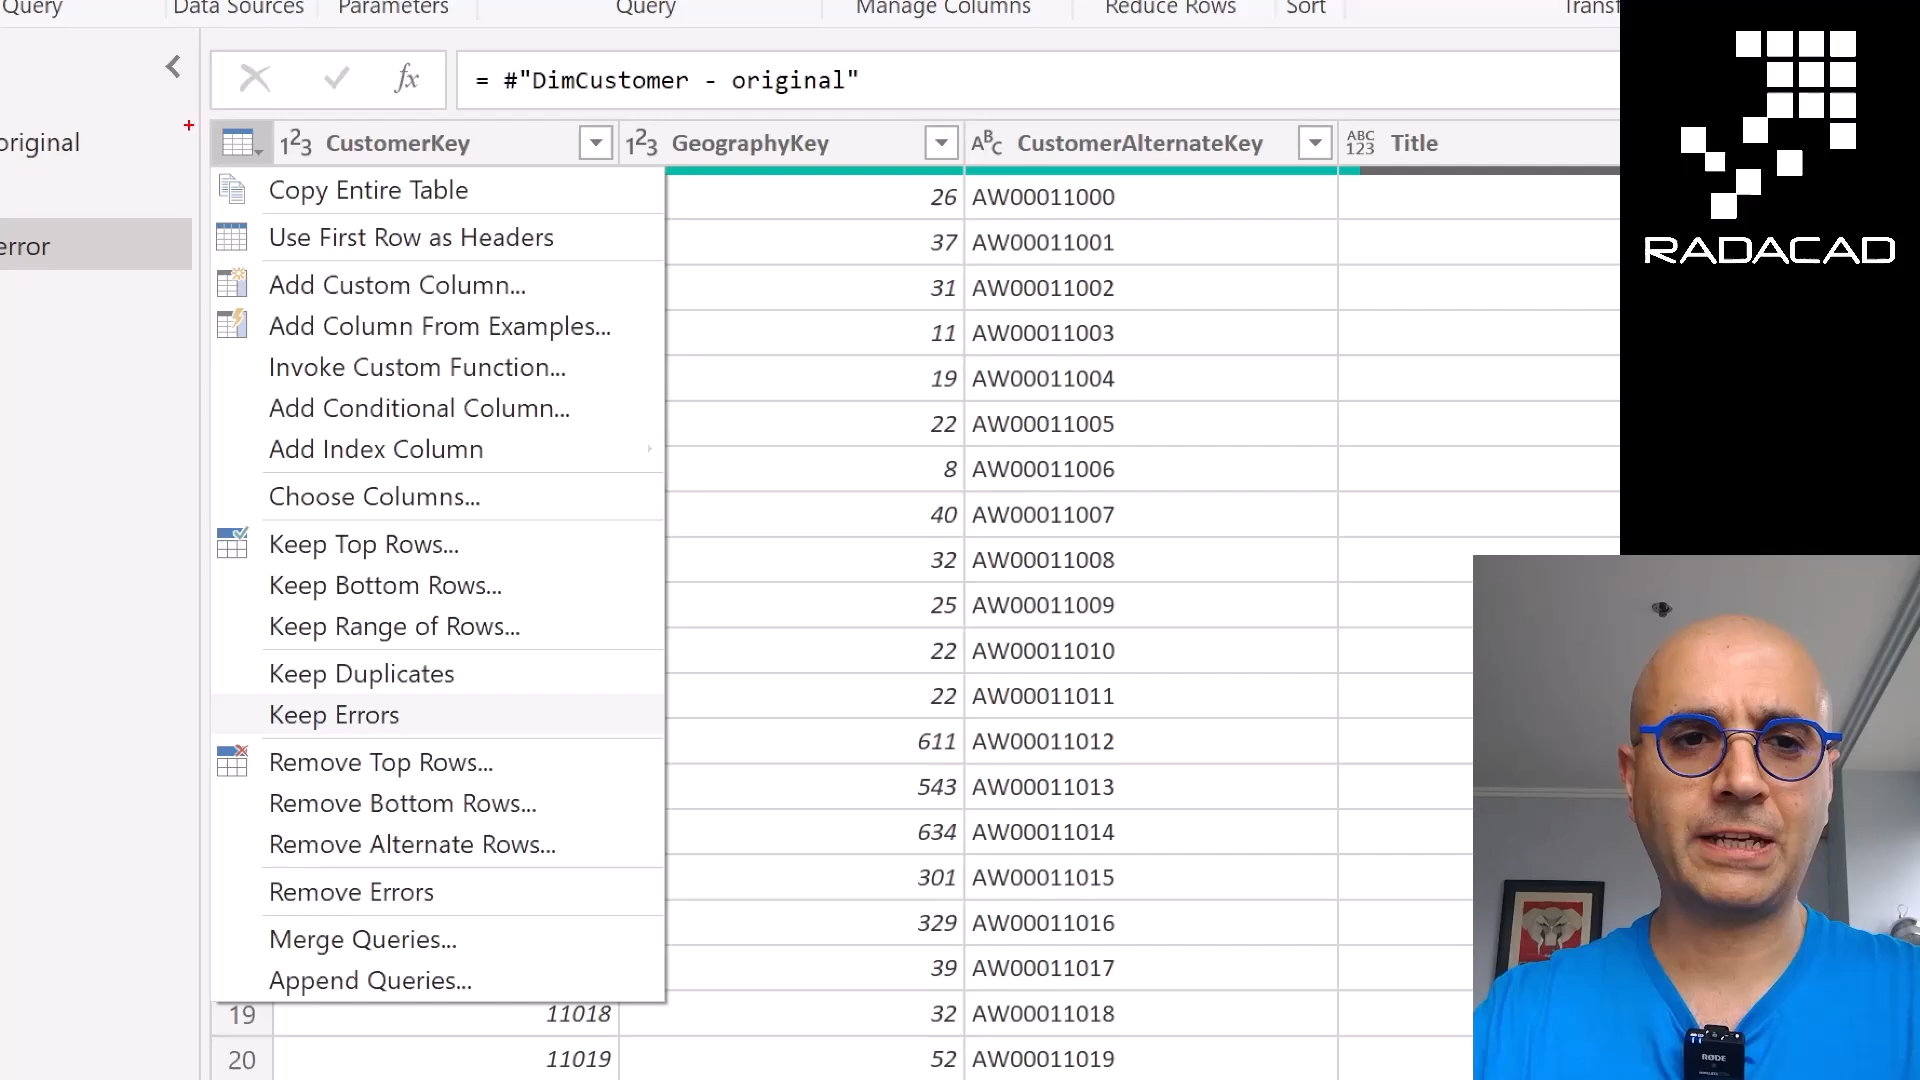 Query
Data Sources
Parameters
Query
Manage Columns
Reduce Rows
Sort
= #"DimCustomer - original"
original
error
123 CustomerKey
123 GeographyKey
ABC CustomerAlternateKey
ABC 123 Title
Copy Entire Table
Use First Row as Headers
Add Custom Column...
Add Column From Examples...
Invoke Custom Function...
Add Conditional Column...
Add Index Column
Choose Columns...
Keep Top Rows...
Keep Bottom Rows...
Keep Range of Rows...
Keep Duplicates
Keep Errors
Remove Top Rows...
Remove Bottom Rows...
Remove Alternate Rows...
Remove Errors
Merge Queries...
Append Queries...
26 AW00011000
37 AW00011001
31 AW00011002
11 AW00011003
19 AW00011004
22 AW00011005
8 AW00011006
40 AW00011007
32 AW00011008
25 AW00011009
22 AW00011010
22 AW00011011
611 AW00011012
543 AW00011013
634 AW00011014
301 AW00011015
329 AW00011016
39 AW00011017
19 11018 32 AW00011018
20 11019 52 AW00011019
RADACAD
RØDE